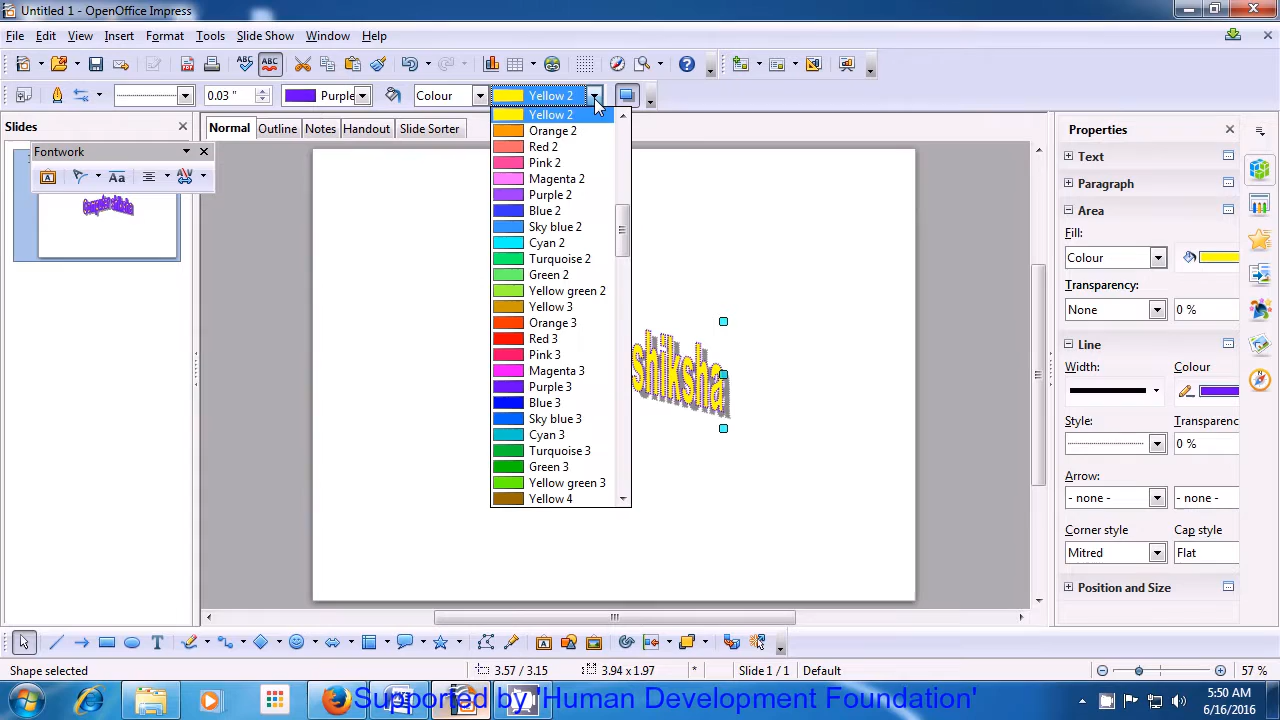 Untitled 1 - OpenOffice Impress
File Edit View Insert Format Tools Slide Show Window Help
0.03 " Purple Colour Yellow 2
Slides
Normal Outline Notes Handout Slide Sorter
Fontwork
Computer shiksha
Yellow 2
Orange 2
Red 2
Pink 2
Magenta 2
Purple 2
Blue 2
Sky blue 2
Cyan 2
Turquoise 2
Green 2
Yellow green 2
Yellow 3
Orange 3
Red 3
Pink 3
Magenta 3
Purple 3
Blue 3
Sky blue 3
Cyan 3
Turquoise 3
Green 3
Yellow green 3
Yellow 4
shiksha
Properties
Text
Paragraph
Area
Fill:
Colour
Transparency:
None 0 %
Line
Width: Colour
Style: Transparenc
0 %
Arrow:
- none - - none -
Corner style Cap style
Mitred Flat
Position and Size
Shape selected 3.57 / 3.15 3.94 x 1.97 * Slide 1 / 1 Default 57 %
Supported by 'Human Development Foundation'
5:50 AM
6/16/2016